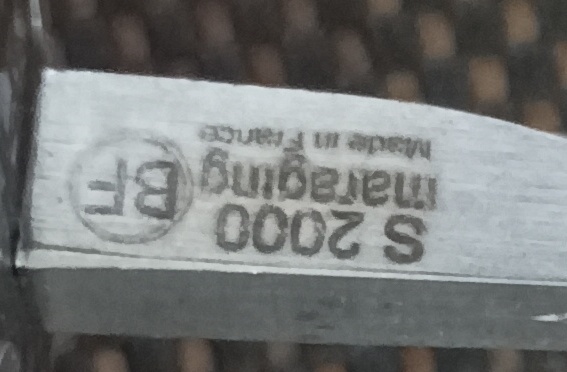 S 2000
maraging
Made in France
BF